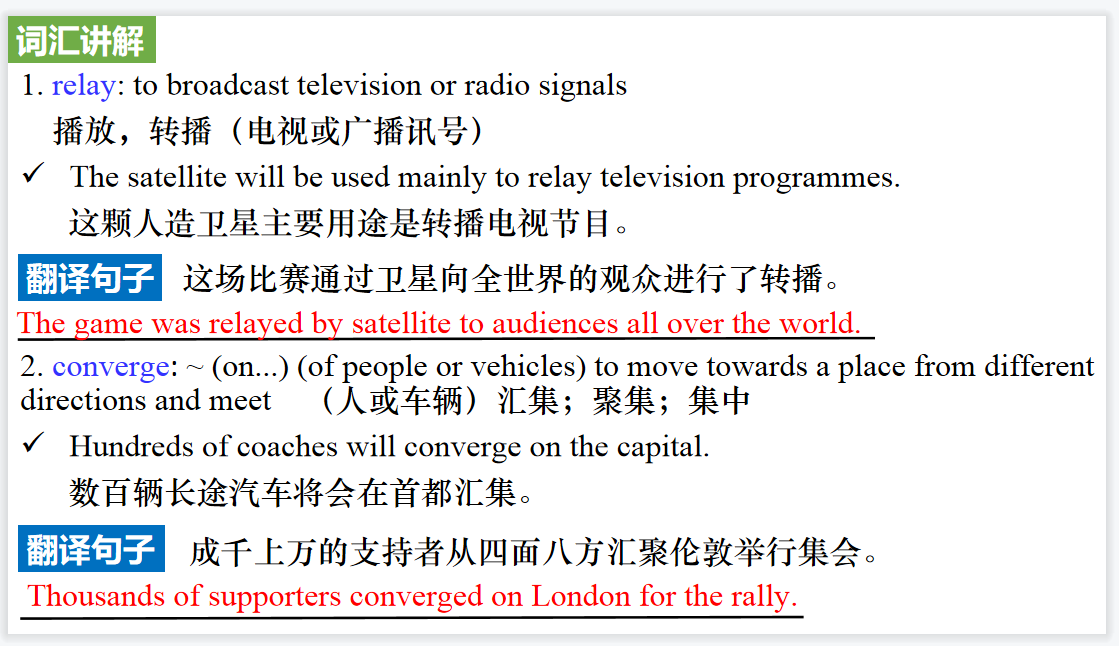 词汇讲解
1. relay: to broadcast television or radio signals
播放，转播（电视或广播讯号）
✓ The satellite will be used mainly to relay television programmes.
这颗人造卫星主要用途是转播电视节目。
翻译句子 这场比赛通过卫星向全世界的观众进行了转播。
The game was relayed by satellite to audiences all over the world.
2. converge: ~ (on...) (of people or vehicles) to move towards a place from different
directions and meet （人或车辆）汇集；聚集；集中
✓ Hundreds of coaches will converge on the capital.
数百辆长途汽车将会在首都汇集。
翻译句子 成千上万的支持者从四面八方汇聚伦敦举行集会。
Thousands of supporters converged on London for the rally.